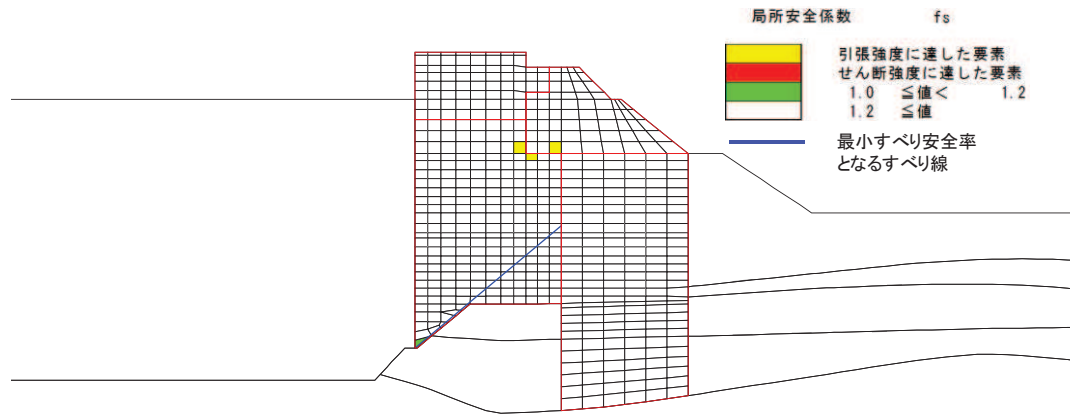 局所安全係数 fs
引張強度に達した要素
せん断強度に達した要素
1.0 ≦値< 1.2
1.2 ≦値
最小すべり安全率
となるすべり線